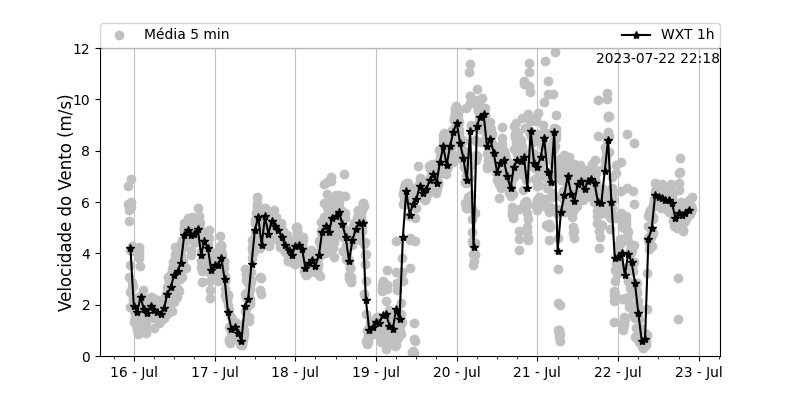 Média 5 min
WXT 1h
2023-07-22 22:18
Velocidade do Vento (m/s)
12
10
8
6
4
2
0
16 - Jul
17 - Jul
18 - Jul
19 - Jul
20 - Jul
21 - Jul
22 - Jul
23 - Jul